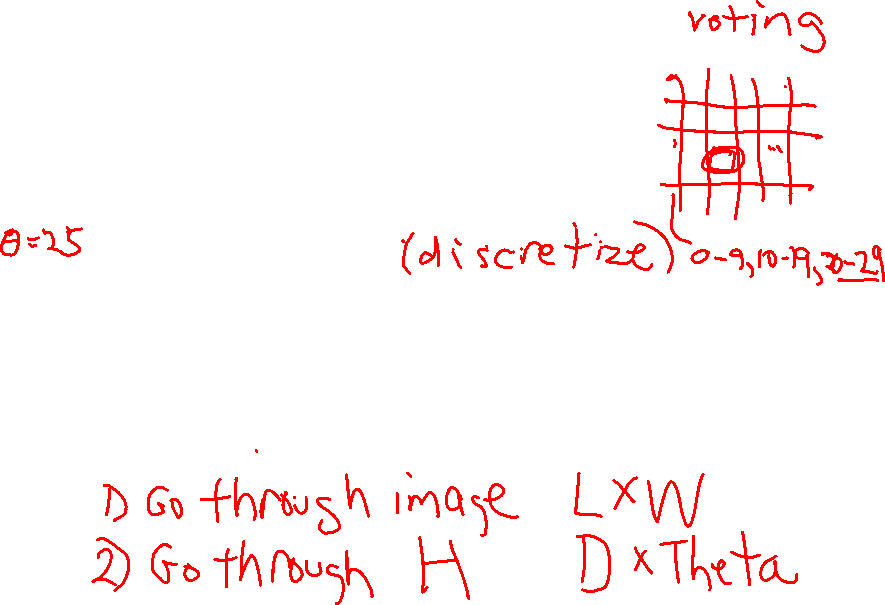 voting
θ=25 (discretize) 0-9, 10-19, 20-29
1) Go through image L×W
2) Go through H D×Theta